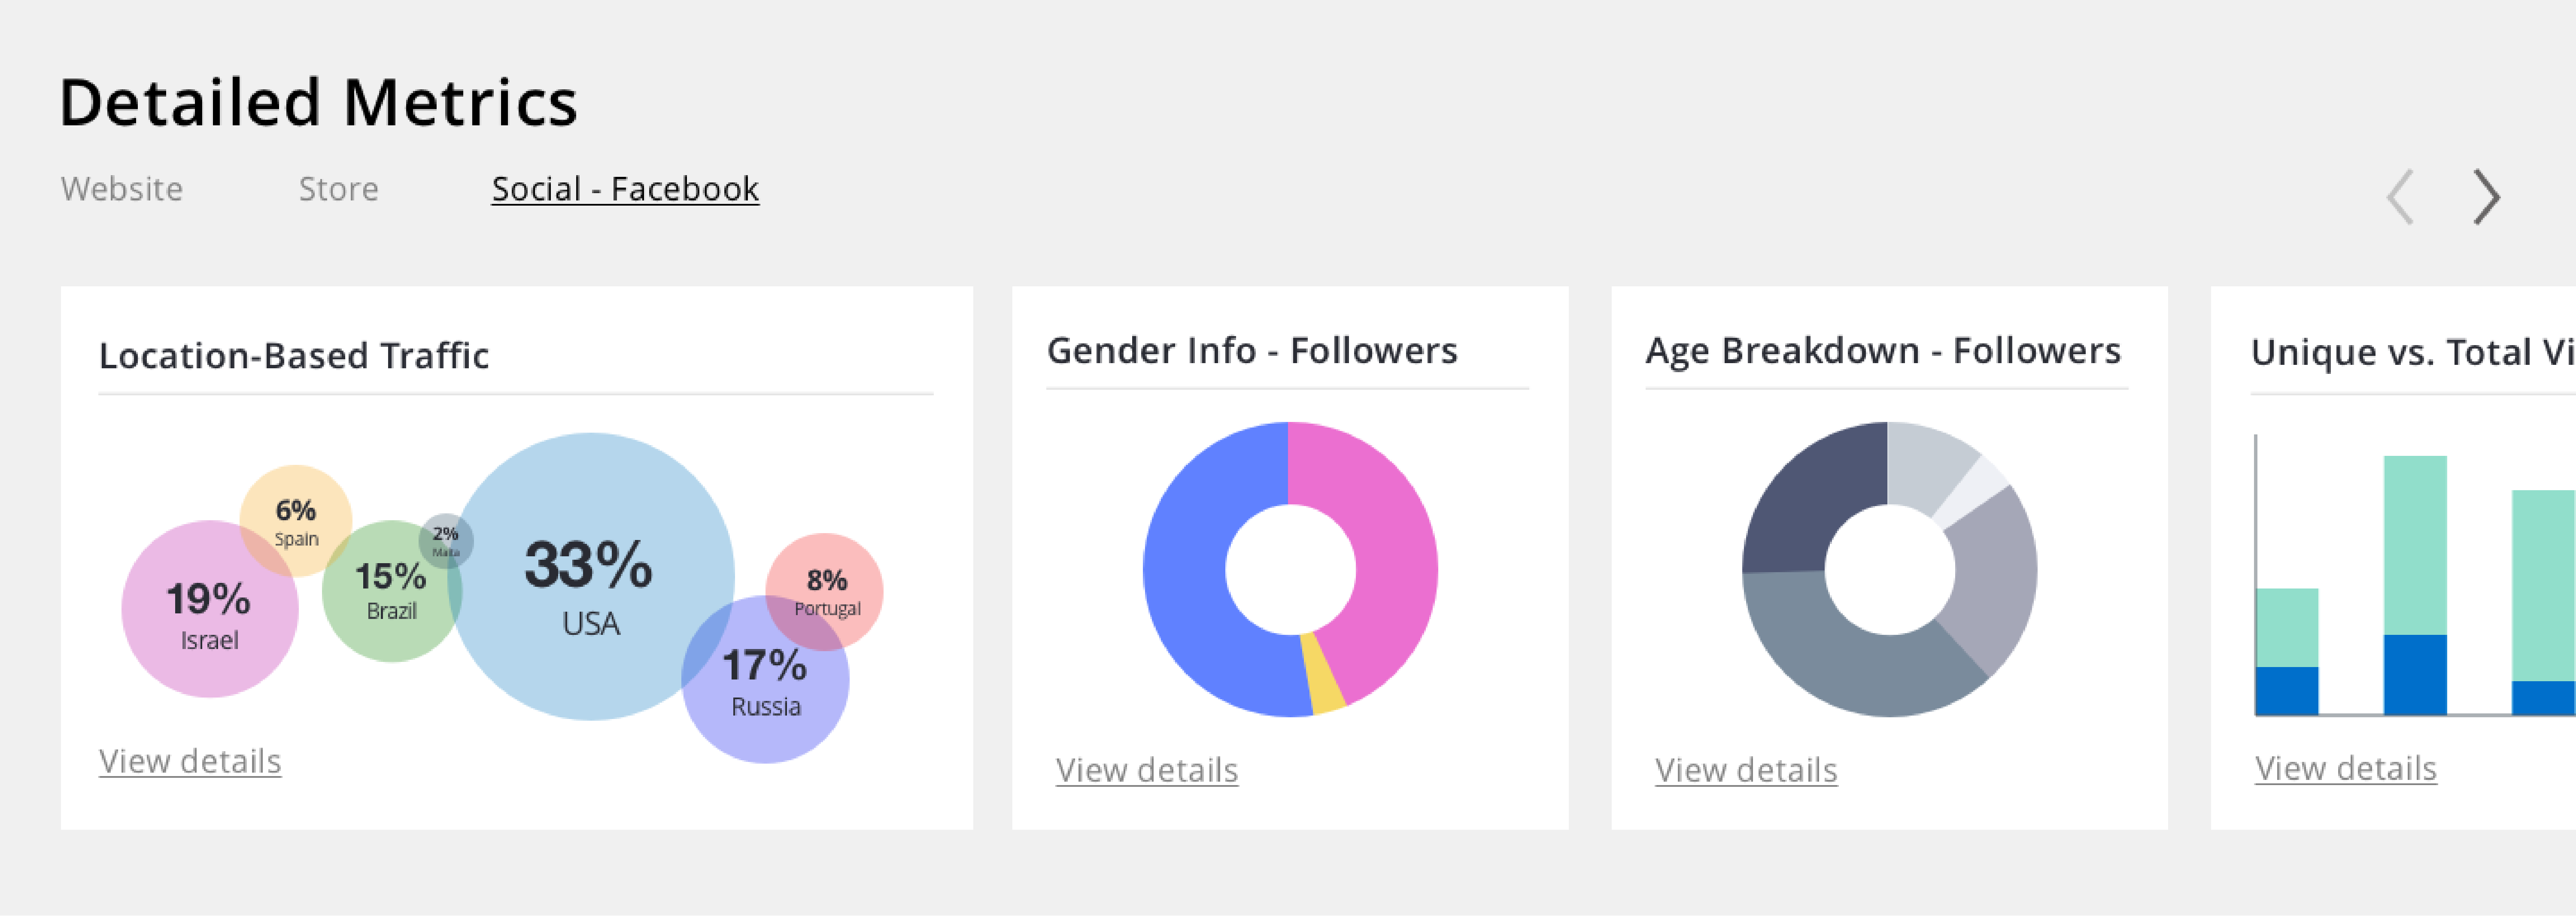 Detailed Metrics
Website
Store
Social - Facebook
Location-Based Traffic
6%
Spain
19%
Israel
15%
Brazil
2%
Malta
33%
USA
8%
Portugal
17%
Russia
View details
Gender Info - Followers
View details
Age Breakdown - Followers
View details
Unique vs. Total Vi
View details